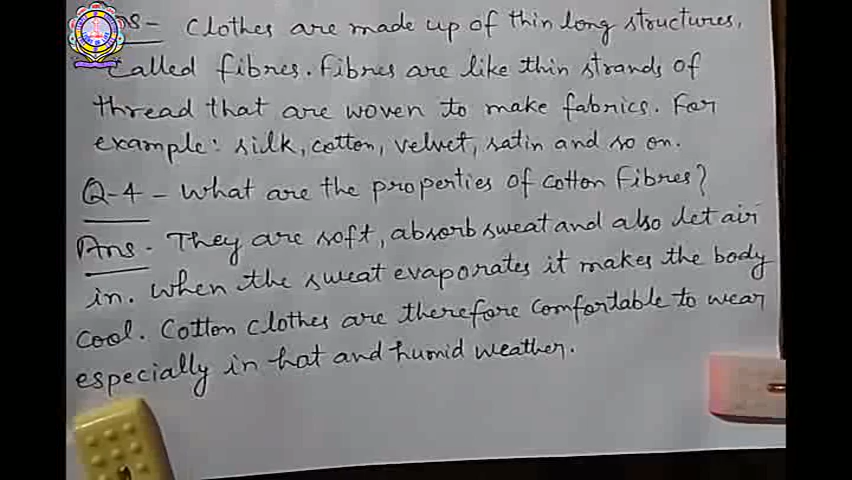 Ans- Clothes are made up of thin long structures,
called fibres. Fibres are like thin strands of
thread that are woven to make fabrics. For
example: silk, cotton, velvet, satin and so on.
Q-4 - What are the properties of cotton Fibres?
Ans - They are soft, absorb sweat and also let air
in. When the sweat evaporates it makes the body
cool. Cotton clothes are therefore comfortable to wear
especially in hot and humid weather.